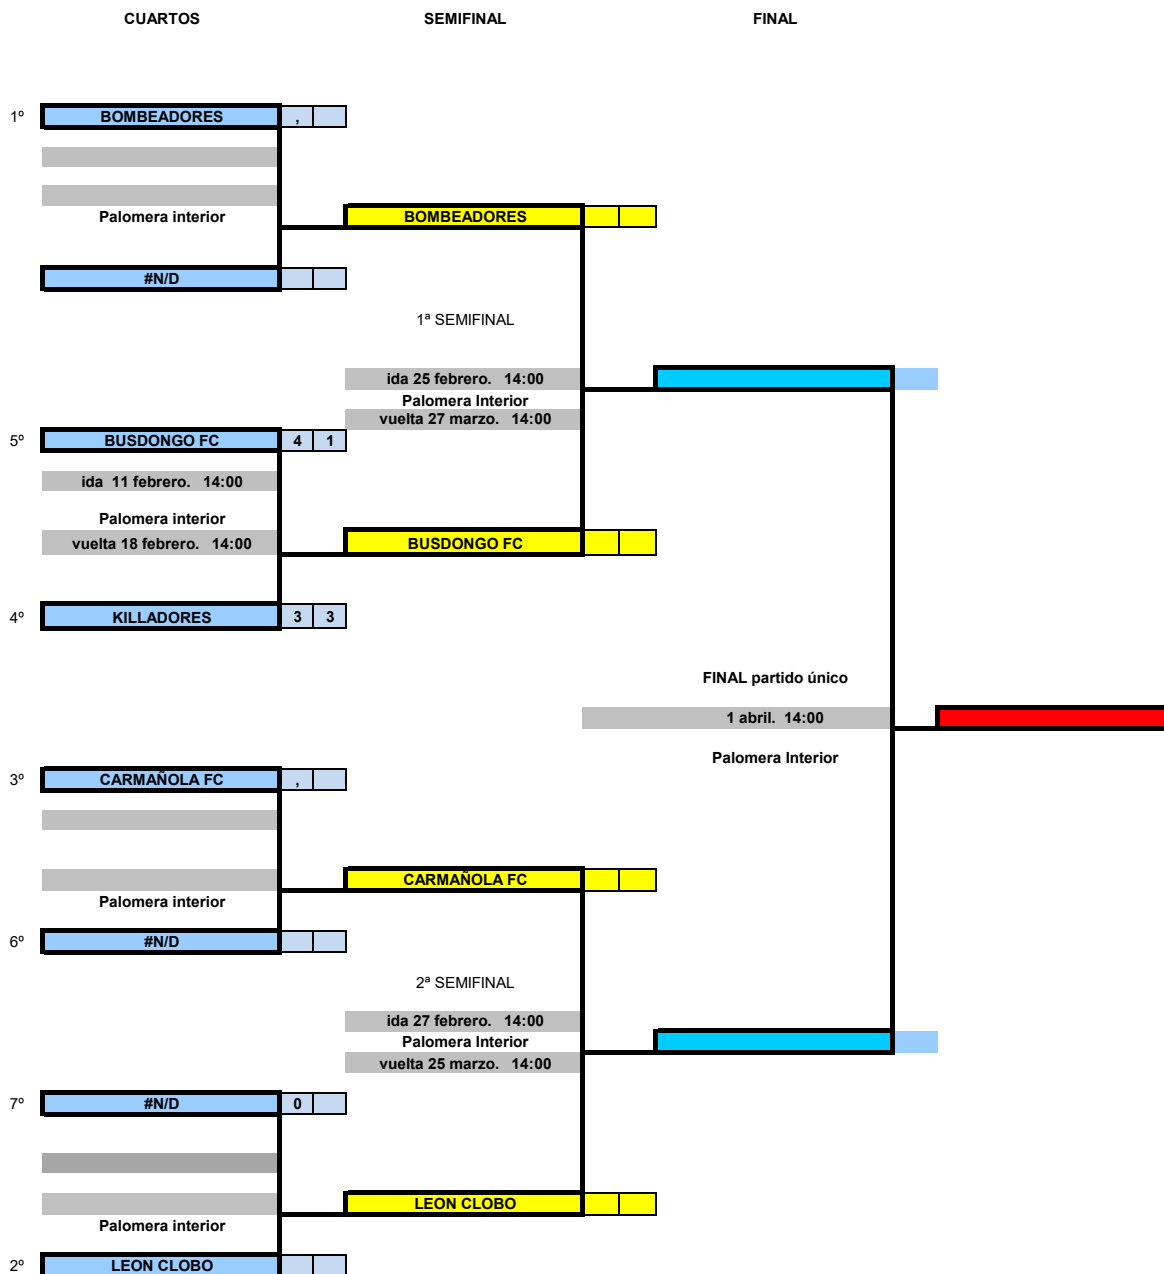 CUARTOS SEMIFINAL FINAL
1º BOMBEADORES ,
Palomera interior BOMBEADORES
#N/D
1ª SEMIFINAL
ida 25 febrero. 14:00
Palomera Interior
vuelta 27 marzo. 14:00
5º BUSDONGO FC 4 1
ida 11 febrero. 14:00
Palomera interior
vuelta 18 febrero. 14:00 BUSDONGO FC
4º KILLADORES 3 3
FINAL partido único
1 abril. 14:00
Palomera Interior
3º CARMAÑOLA FC ,
CARMAÑOLA FC
Palomera interior
6º #N/D
2ª SEMIFINAL
ida 27 febrero. 14:00
Palomera Interior
vuelta 25 marzo. 14:00
7º #N/D 0
LEON CLOBO
Palomera interior
2º LEON CLOBO